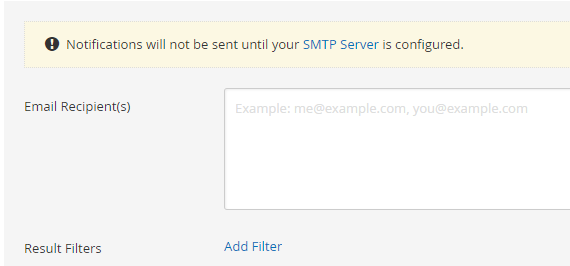 Notifications will not be sent until your SMTP Server is configured.
Email Recipient(s)
Example: me@example.com, you@example.com
Result Filters
Add Filter